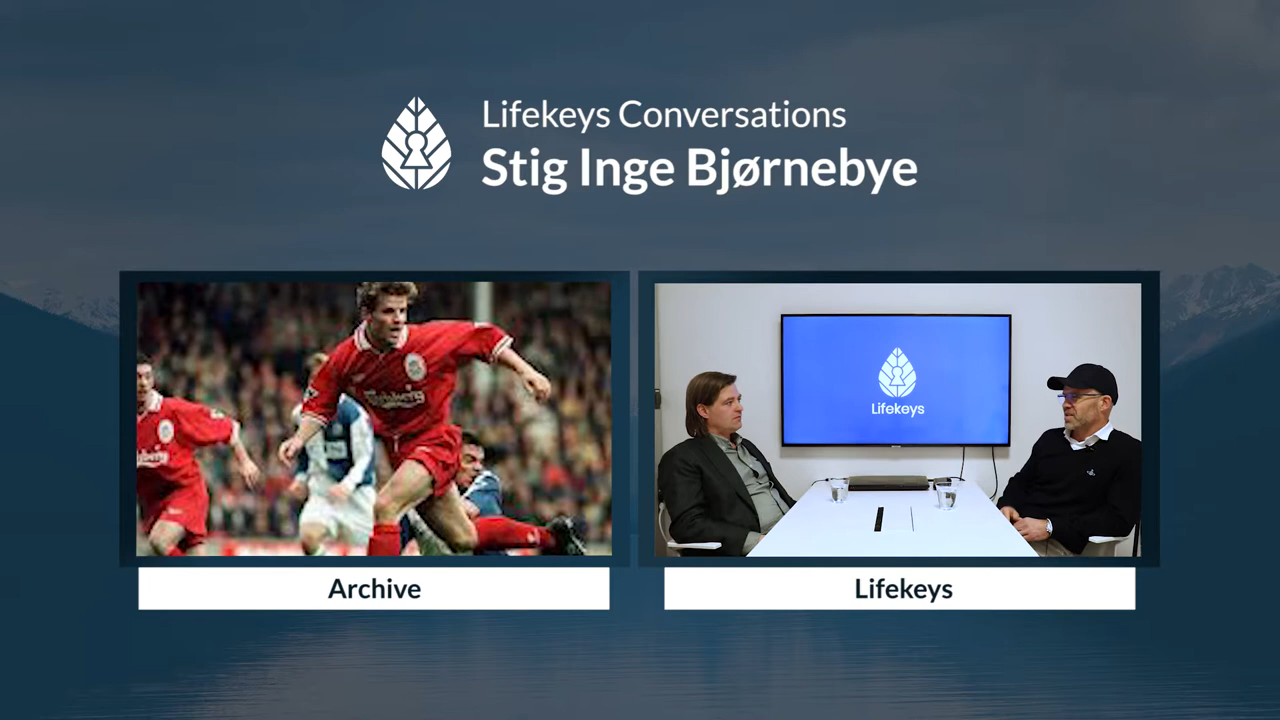 Lifekeys Conversations
Stig Inge Bjørnebye
Carlsberg
Lifekeys
Archive
Lifekeys